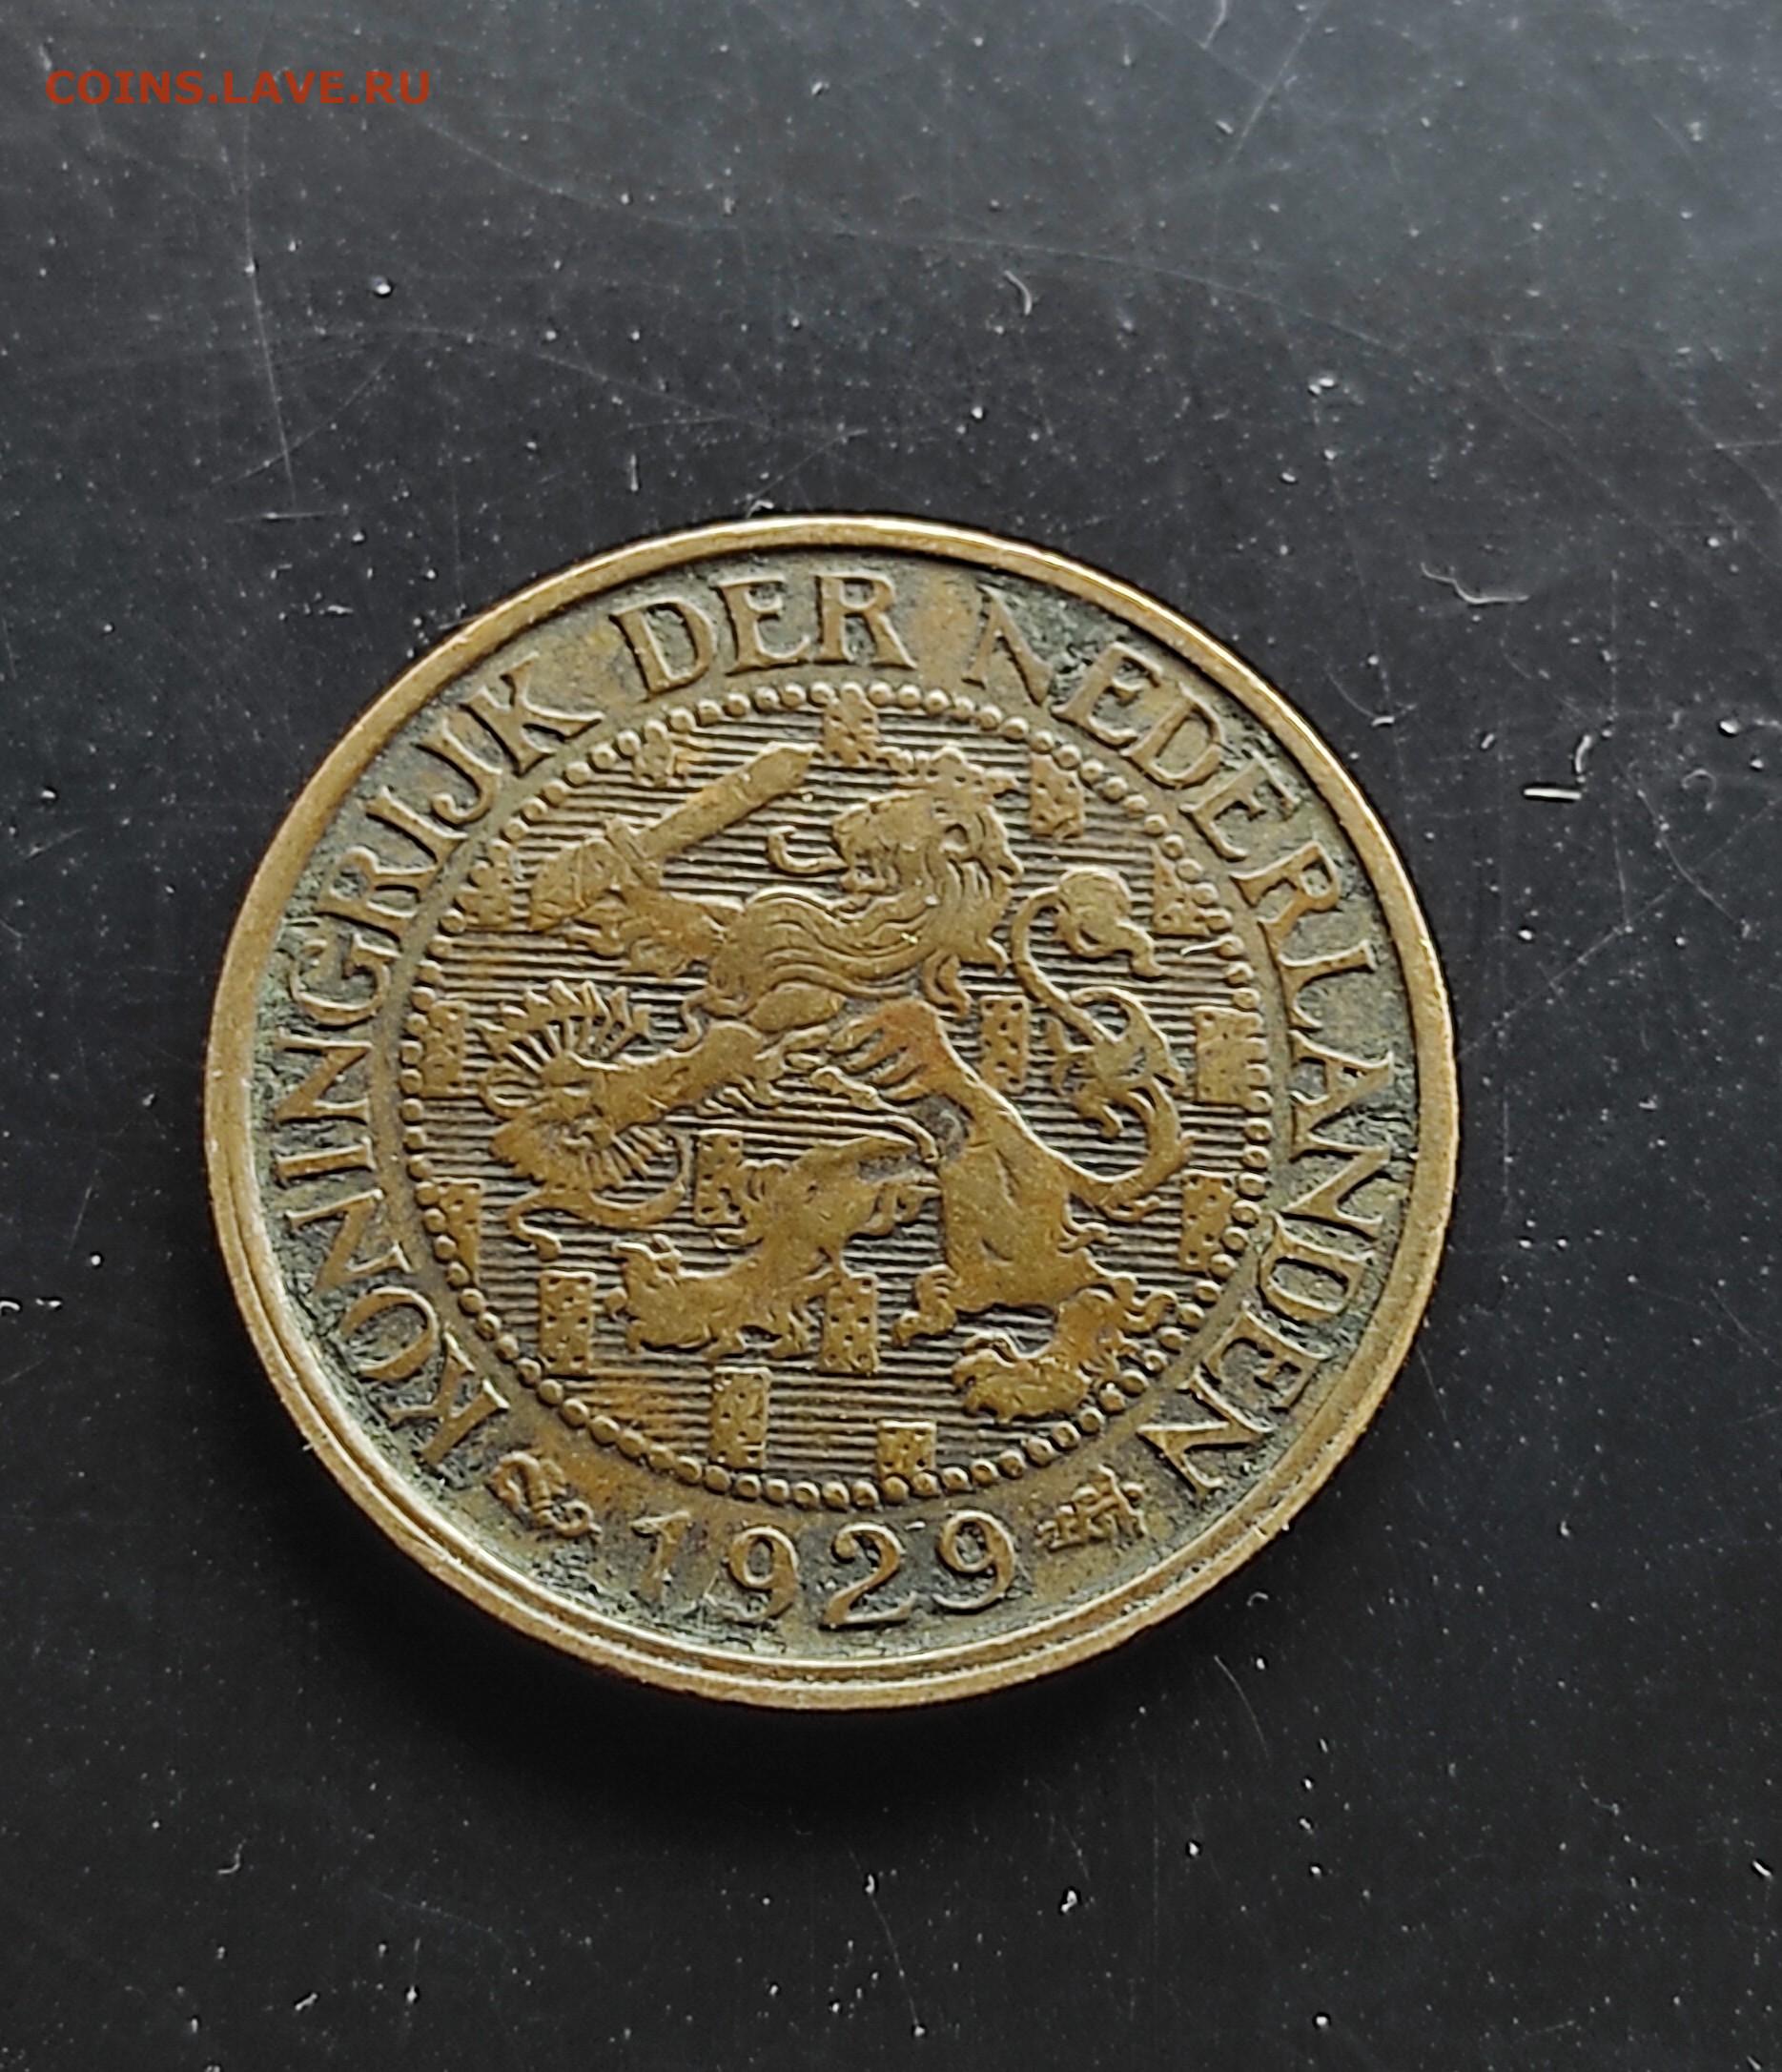 COINS.LAVE.RU
KONINGRIJK DER NEDERLANDEN
1929